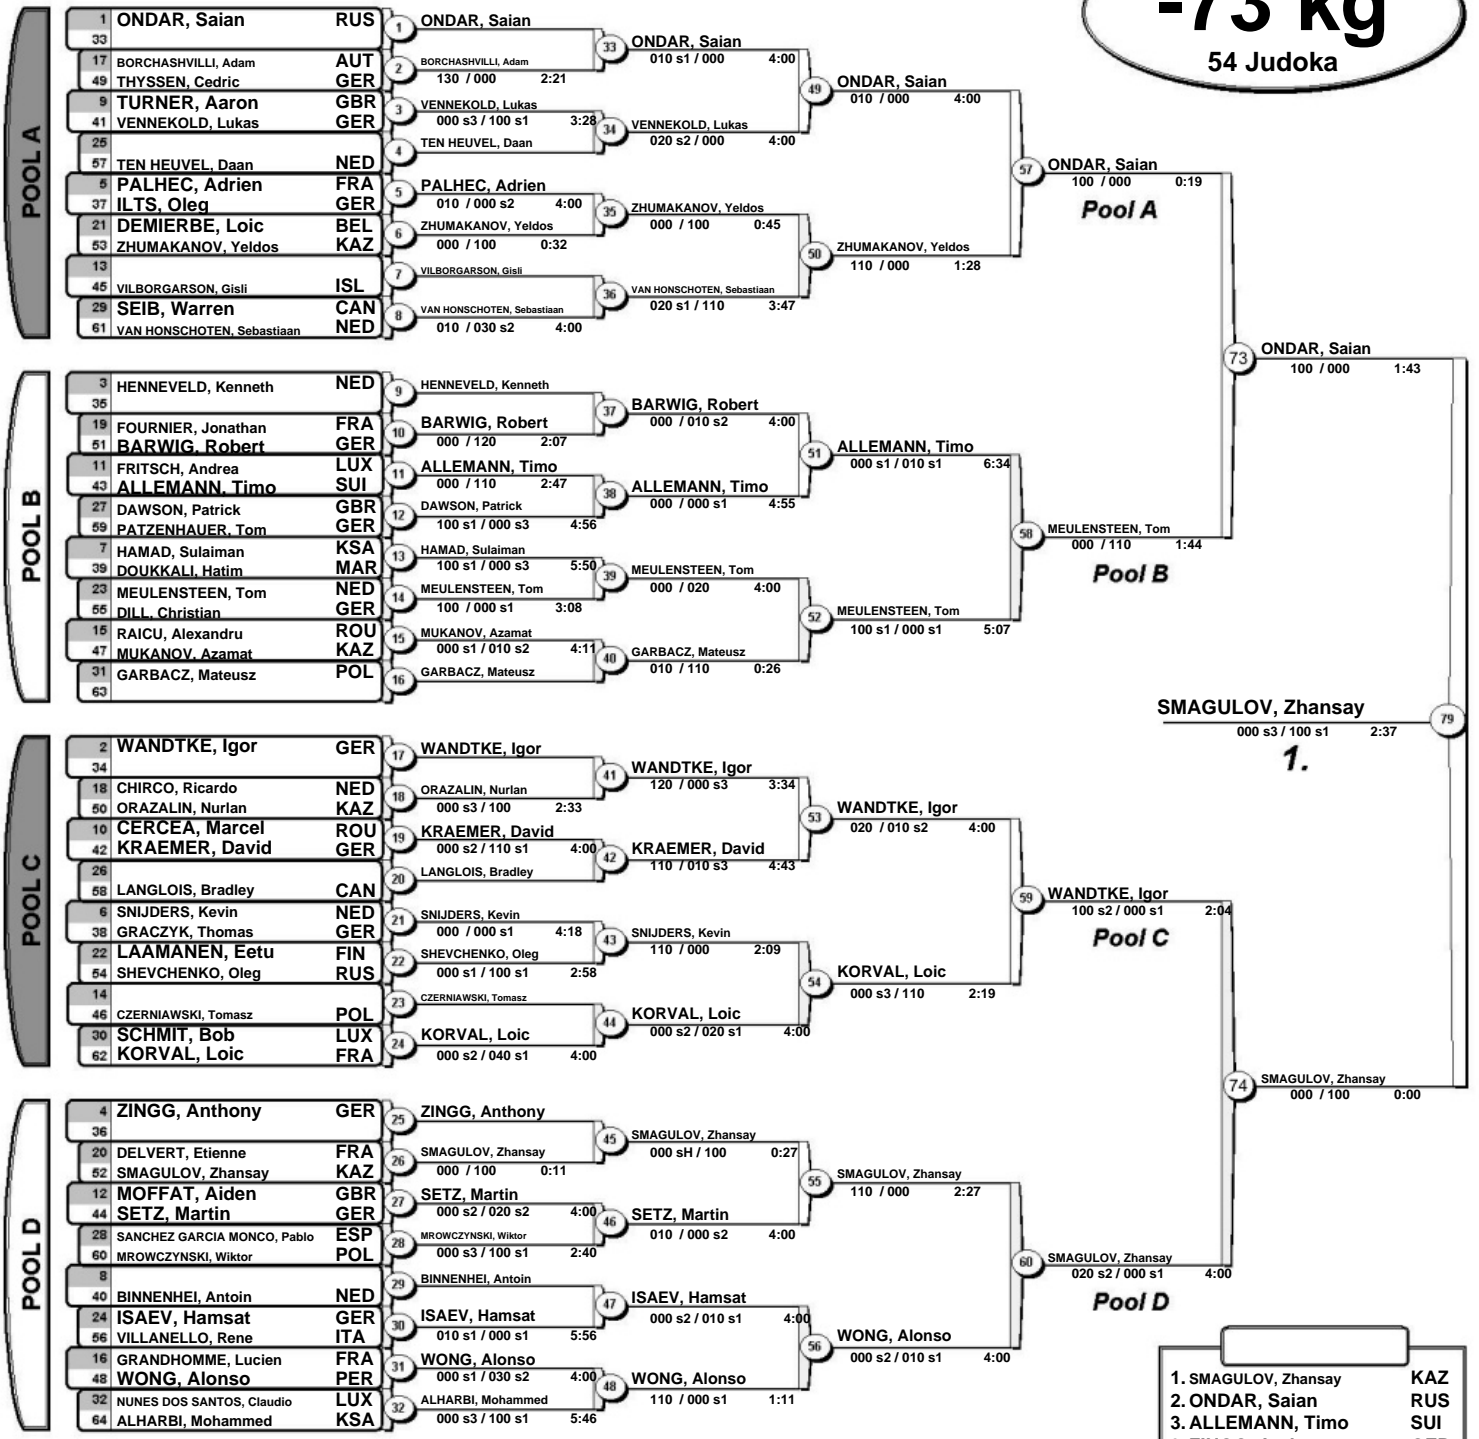 -73 kg
54 Judoka
POOL A
1 ONDAR, Saian RUS
33
17 BORCHASHVILLI, Adam AUT
49 THYSSEN, Cedric GER
9 TURNER, Aaron GBR
41 VENNEKOLD, Lukas GER
25
57 TEN HEUVEL, Daan NED
5 PALHEC, Adrien FRA
37 ILTS, Oleg GER
21 DEMIERBE, Loic BEL
53 ZHUMAKANOV, Yeldos KAZ
13
45 VILBORGARSON, Gisli ISL
29 SEIB, Warren CAN
61 VAN HONSCHOTEN, Sebastiaan NED
1 ONDAR, Saian
2 BORCHASHVILLI, Adam
130 / 000 2:21
3 VENNEKOLD, Lukas
000 s3 / 100 s1 3:28
4 TEN HEUVEL, Daan
5 PALHEC, Adrien
010 / 000 s2 4:00
6 ZHUMAKANOV, Yeldos
000 / 100 0:32
7 VILBORGARSON, Gisli
8 VAN HONSCHOTEN, Sebastiaan
010 / 030 s2 4:00
33 ONDAR, Saian
010 s1 / 000 4:00
34 VENNEKOLD, Lukas
020 s2 / 000 4:00
35 ZHUMAKANOV, Yeldos
000 / 100 0:45
36 VAN HONSCHOTEN, Sebastiaan
020 s1 / 110 3:47
49 ONDAR, Saian
010 / 000 4:00
50 ZHUMAKANOV, Yeldos
110 / 000 1:28
57 ONDAR, Saian
100 / 000 0:19
Pool A
POOL B
3 HENNEVELD, Kenneth NED
35
19 FOURNIER, Jonathan FRA
51 BARWIG, Robert GER
11 FRITSCH, Andrea LUX
43 ALLEMANN, Timo SUI
27 DAWSON, Patrick GBR
59 PATZENHAUER, Tom GER
7 HAMAD, Sulaiman KSA
39 DOUKKALI, Hatim MAR
23 MEULENSTEEN, Tom NED
55 DILL, Christian GER
15 RAICU, Alexandru ROU
47 MUKANOV, Azamat KAZ
31 GARBACZ, Mateusz POL
63
9 HENNEVELD, Kenneth
10 BARWIG, Robert
000 / 120 2:07
11 ALLEMANN, Timo
000 / 110 2:47
12 DAWSON, Patrick
100 s1 / 000 s3 4:56
13 HAMAD, Sulaiman
100 s1 / 000 s3 5:50
14 MEULENSTEEN, Tom
100 / 000 s1 3:08
15 MUKANOV, Azamat
000 s1 / 010 s2 4:11
16 GARBACZ, Mateusz
37 BARWIG, Robert
000 / 010 s2 4:00
38 ALLEMANN, Timo
000 / 000 s1 4:55
39 MEULENSTEEN, Tom
000 / 020 4:00
40 GARBACZ, Mateusz
010 / 110 0:26
51 ALLEMANN, Timo
000 s1 / 010 s1 6:34
52 MEULENSTEEN, Tom
100 s1 / 000 s1 5:07
58 MEULENSTEEN, Tom
000 / 110 1:44
Pool B
73 ONDAR, Saian
100 / 000 1:43
SMAGULOV, Zhansay 79
000 s3 / 100 s1 2:37
1.
POOL C
2 WANDTKE, Igor GER
34
18 CHIRCO, Ricardo NED
50 ORAZALIN, Nurlan KAZ
10 CERCEA, Marcel ROU
42 KRAEMER, David GER
26
58 LANGLOIS, Bradley CAN
6 SNIJDERS, Kevin NED
38 GRACZYK, Thomas GER
22 LAAMANEN, Eetu FIN
54 SHEVCHENKO, Oleg RUS
14
46 CZERNIAWSKI, Tomasz POL
30 SCHMIT, Bob LUX
62 KORVAL, Loic FRA
17 WANDTKE, Igor
18 ORAZALIN, Nurlan
000 s3 / 100 2:33
19 KRAEMER, David
000 s2 / 110 s1 4:00
20 LANGLOIS, Bradley
21 SNIJDERS, Kevin
000 / 000 s1 4:18
22 SHEVCHENKO, Oleg
000 s1 / 100 s1 2:58
23 CZERNIAWSKI, Tomasz
24 KORVAL, Loic
000 s2 / 040 s1 4:00
41 WANDTKE, Igor
120 / 000 s3 3:34
42 KRAEMER, David
110 / 010 s3 4:43
43 SNIJDERS, Kevin
110 / 000 2:09
44 KORVAL, Loic
000 s2 / 020 s1 4:00
53 WANDTKE, Igor
020 / 010 s2 4:00
54 KORVAL, Loic
000 s3 / 110 2:19
59 WANDTKE, Igor
100 s2 / 000 s1 2:04
Pool C
74 SMAGULOV, Zhansay
000 / 100 0:00
POOL D
4 ZINGG, Anthony GER
36
20 DELVERT, Etienne FRA
52 SMAGULOV, Zhansay KAZ
12 MOFFAT, Aiden GBR
44 SETZ, Martin GER
28 SANCHEZ GARCIA MONCO, Pablo ESP
60 MROWCZYNSKI, Wiktor POL
8
40 BINNENHEI, Antoin NED
24 ISAEV, Hamsat GER
56 VILLANELLO, Rene ITA
16 GRANDHOMME, Lucien FRA
48 WONG, Alonso PER
32 NUNES DOS SANTOS, Claudio LUX
64 ALHARBI, Mohammed KSA
25 ZINGG, Anthony
26 SMAGULOV, Zhansay
000 / 100 0:11
27 SETZ, Martin
000 s2 / 020 s2 4:00
28 MROWCZYNSKI, Wiktor
000 s3 / 100 s1 2:40
29 BINNENHEI, Antoin
30 ISAEV, Hamsat
010 s1 / 000 s1 5:56
31 WONG, Alonso
000 s1 / 030 s2 4:00
32 ALHARBI, Mohammed
000 s3 / 100 s1 5:46
45 SMAGULOV, Zhansay
000 sH / 100 0:27
46 SETZ, Martin
010 / 000 s2 4:00
47 ISAEV, Hamsat
000 s2 / 010 s1 4:00
48 WONG, Alonso
110 / 000 s1 1:11
55 SMAGULOV, Zhansay
110 / 000 2:27
56 WONG, Alonso
000 s2 / 010 s1 4:00
60 SMAGULOV, Zhansay
020 s2 / 000 s1 4:00
Pool D
1. SMAGULOV, Zhansay KAZ
2. ONDAR, Saian RUS
3. ALLEMANN, Timo SUI